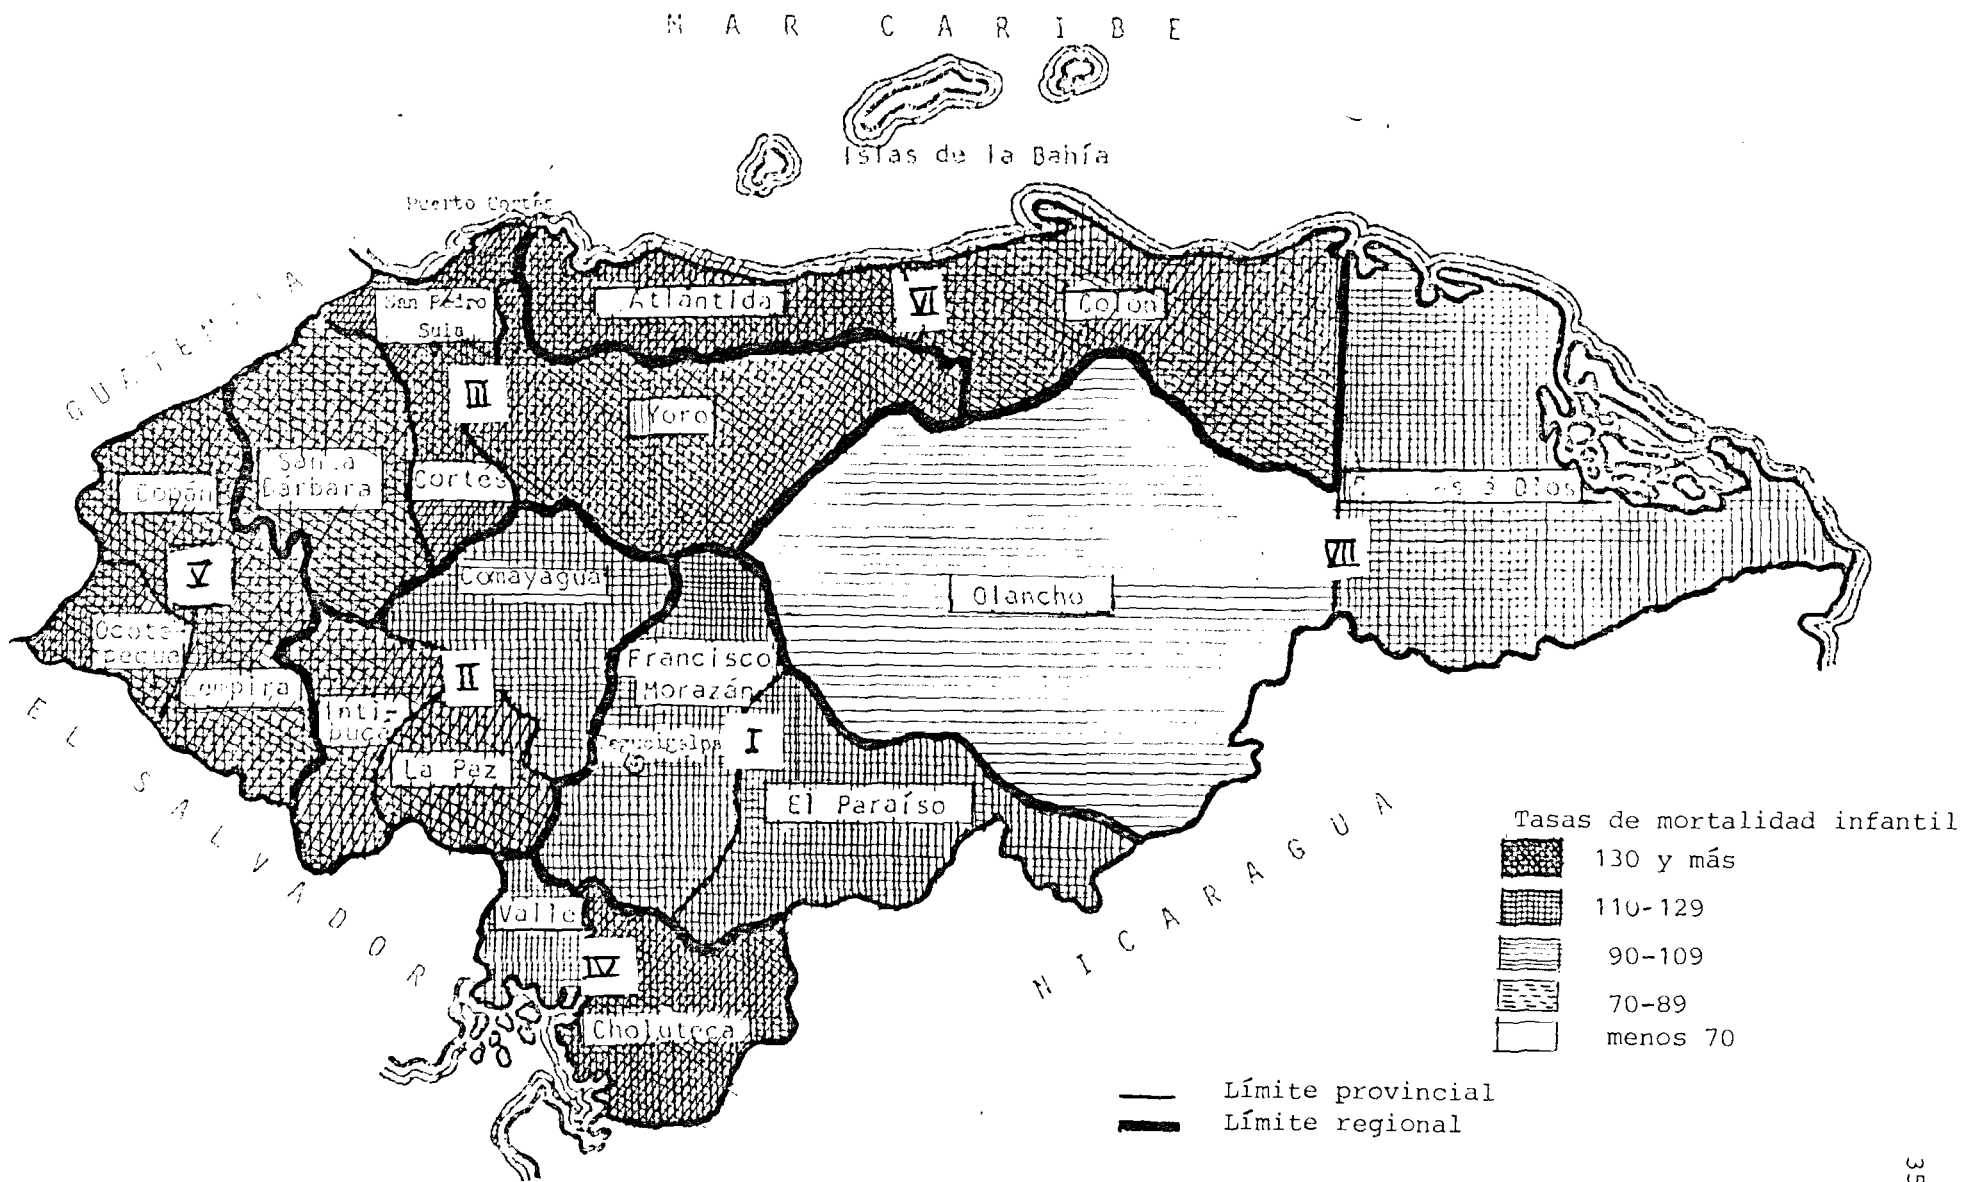 MAR CARIBE
Islas de la Bahía
Puerto Cortés
San Pedro
Sula
Atlántida
VI
Colón
III
Yoro
Santa
Bárbara
Copán
Cortés
V
Comayagua
Olancho
VII
a Dios
Ocote-
peque
Lempira
II
Inti-
bucá
La Paz
Francisco
Morazán
Tegucigalpa
I
El Paraíso
Valle
IV
Choluteca
EL SALVADOR
NICARAGUA
Tasas de mortalidad infantil
130 y más
110-129
90-109
70-89
menos 70
Límite provincial
Límite regional
35